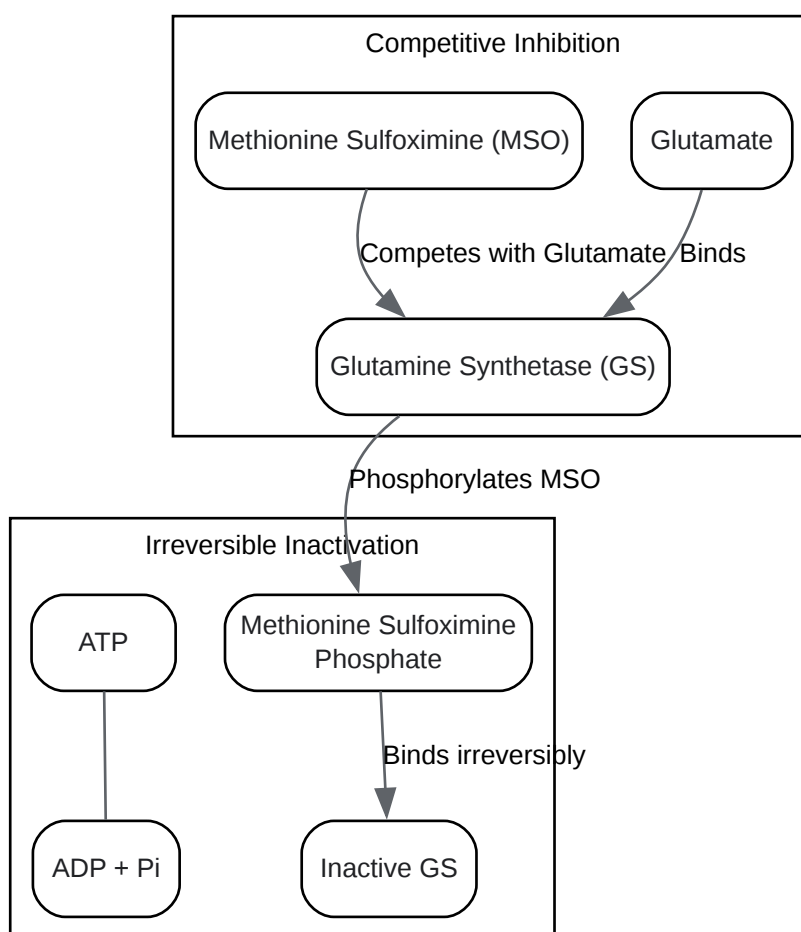 Competitive Inhibition
Methionine Sulfoximine (MSO)
Glutamate
Competes with Glutamate
Binds
Glutamine Synthetase (GS)
Phosphorylates MSO
Irreversible Inactivation
ATP
Methionine Sulfoximine
Phosphate
Binds irreversibly
ADP + Pi
Inactive GS